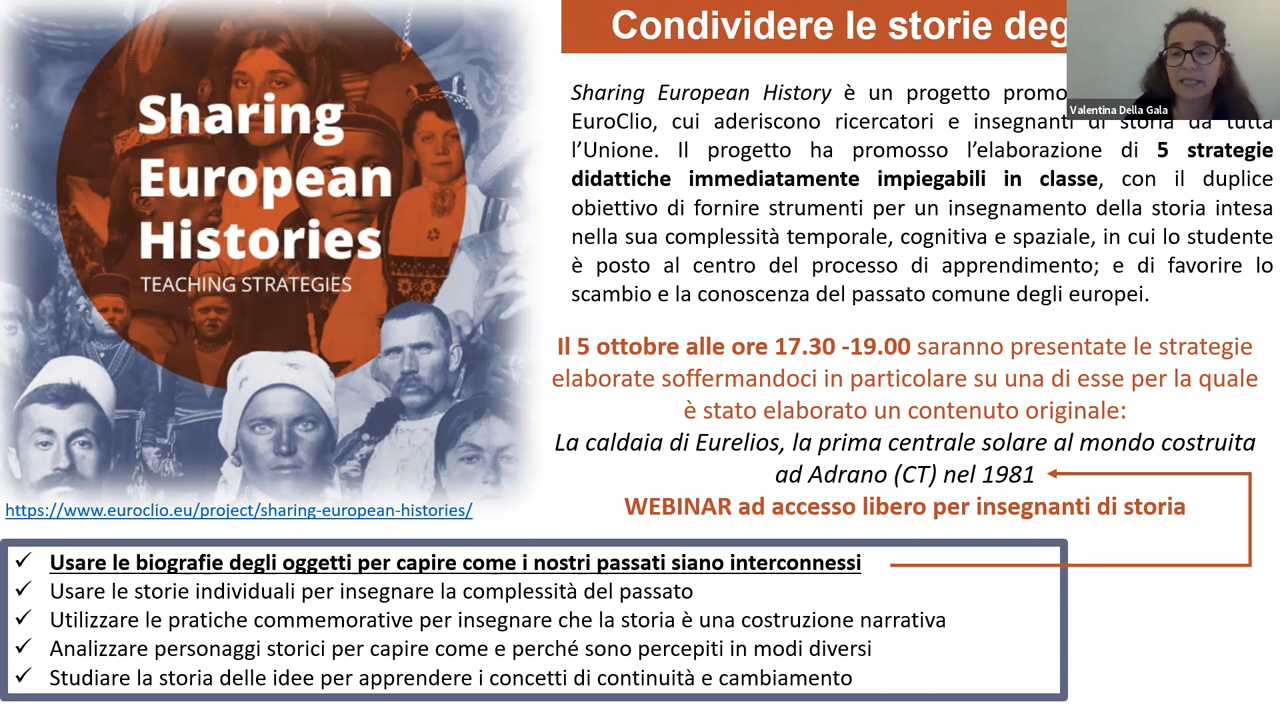 Sharing
European
Histories
TEACHING STRATEGIES
https://www.euroclio.eu/project/sharing-european-histories/
Condividere le storie deg
Valentina Della Gala
Sharing European History è un progetto promo
EuroClio, cui aderiscono ricercatori e insegnanti di storia da tutta
l’Unione. Il progetto ha promosso l’elaborazione di 5 strategie
didattiche immediatamente impiegabili in classe, con il duplice
obiettivo di fornire strumenti per un insegnamento della storia intesa
nella sua complessità temporale, cognitiva e spaziale, in cui lo studente
è posto al centro del processo di apprendimento; e di favorire lo
scambio e la conoscenza del passato comune degli europei.
Il 5 ottobre alle ore 17.30 -19.00 saranno presentate le strategie
elaborate soffermandoci in particolare su una di esse per la quale
è stato elaborato un contenuto originale:
La caldaia di Eurelios, la prima centrale solare al mondo costruita
ad Adrano (CT) nel 1981
WEBINAR ad accesso libero per insegnanti di storia
✓ Usare le biografie degli oggetti per capire come i nostri passati siano interconnessi
✓ Usare le storie individuali per insegnare la complessità del passato
✓ Utilizzare le pratiche commemorative per insegnare che la storia è una costruzione narrativa
✓ Analizzare personaggi storici per capire come e perché sono percepiti in modi diversi
✓ Studiare la storia delle idee per apprendere i concetti di continuità e cambiamento